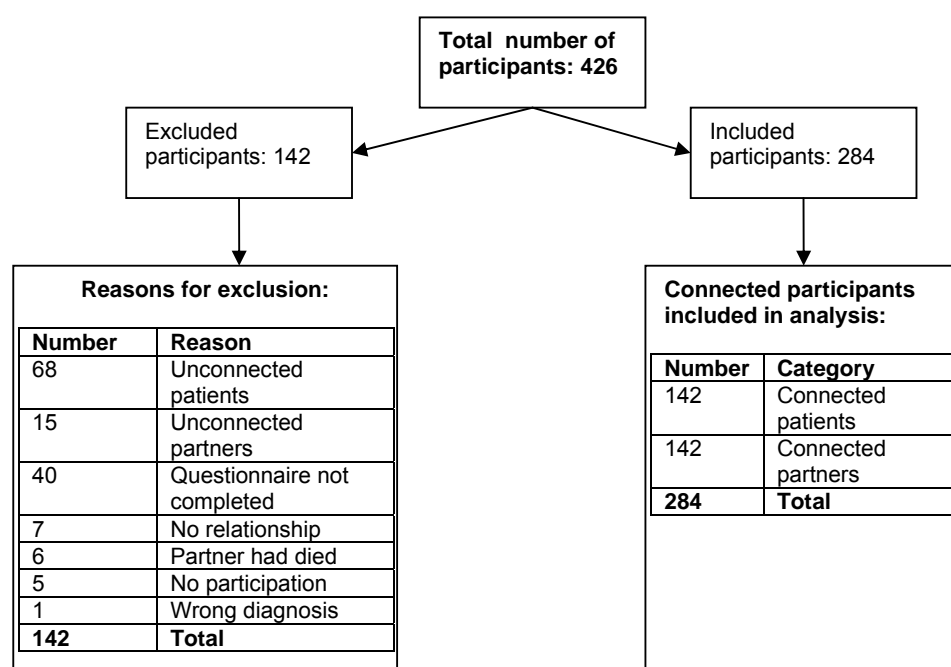 Total number of
participants: 426
Excluded
participants: 142
Included
participants: 284
Reasons for exclusion:
Number Reason
68 Unconnected
patients
15 Unconnected
partners
40 Questionnaire not
completed
7 No relationship
6 Partner had died
5 No participation
1 Wrong diagnosis
142 Total
Connected participants
included in analysis:
Number Category
142 Connected
patients
142 Connected
partners
284 Total